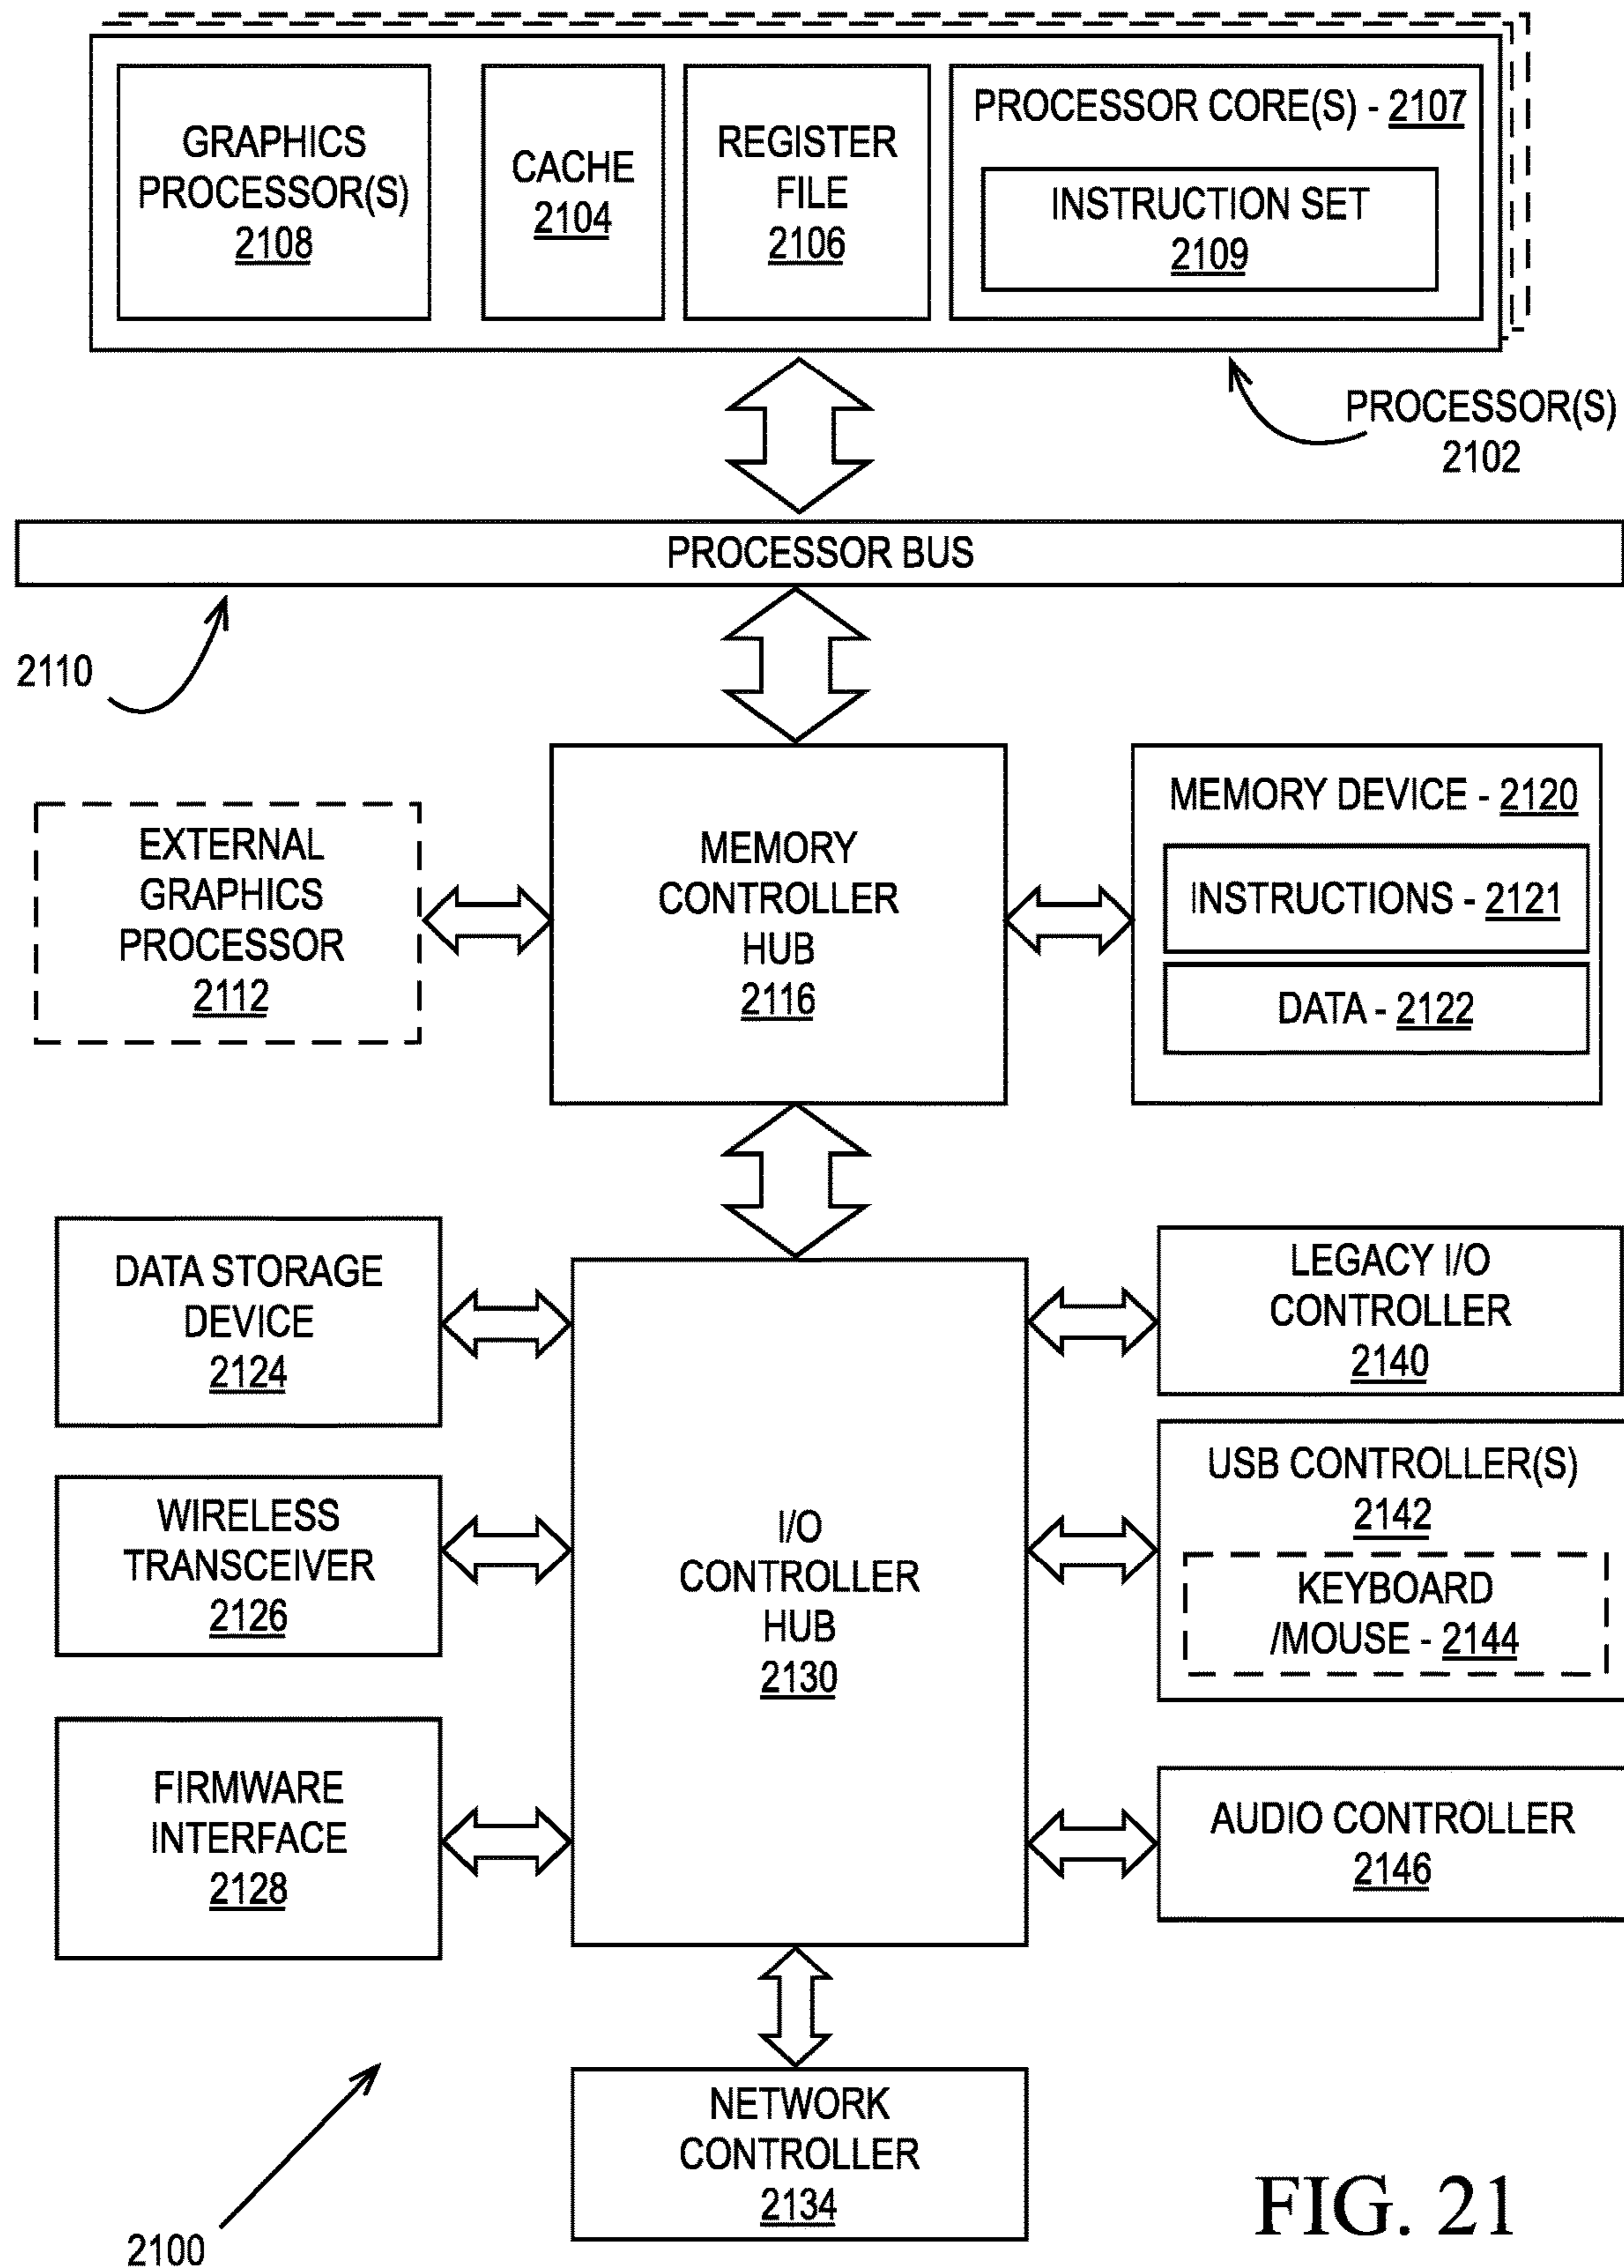 GRAPHICS
PROCESSOR(S)
2108
CACHE
2104
REGISTER
FILE
2106
PROCESSOR CORE(S) - 2107
INSTRUCTION SET
2109
PROCESSOR(S)
2102
PROCESSOR BUS
2110
EXTERNAL
GRAPHICS
PROCESSOR
2112
MEMORY
CONTROLLER
HUB
2116
MEMORY DEVICE - 2120
INSTRUCTIONS - 2121
DATA - 2122
DATA STORAGE
DEVICE
2124
WIRELESS
TRANSCEIVER
2126
FIRMWARE
INTERFACE
2128
I/O
CONTROLLER
HUB
2130
LEGACY I/O
CONTROLLER
2140
USB CONTROLLER(S)
2142
KEYBOARD
/MOUSE - 2144
AUDIO CONTROLLER
2146
NETWORK
CONTROLLER
2134
2100
FIG. 21